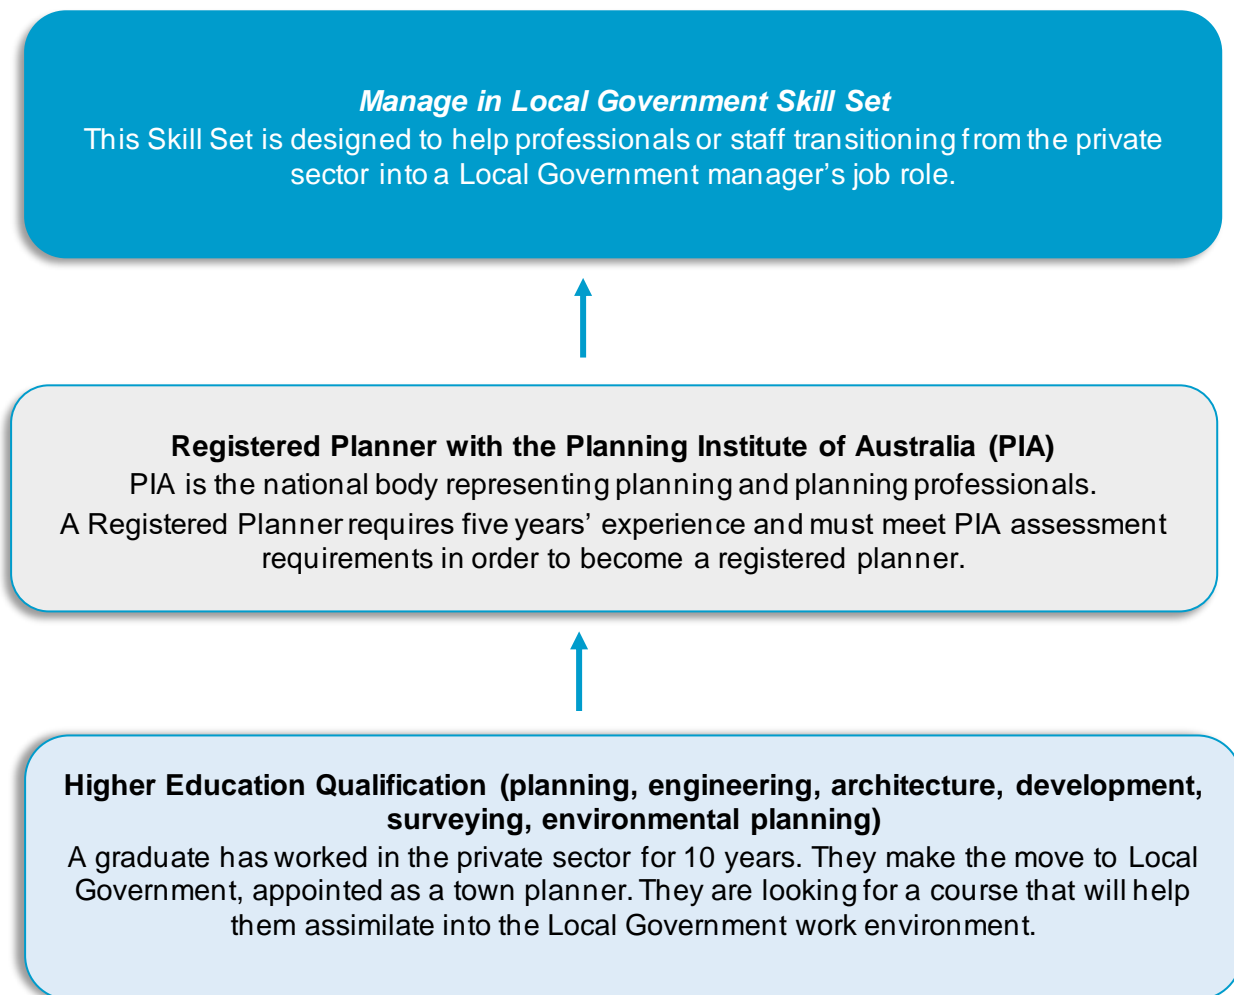 Manage in Local Government Skill Set
This Skill Set is designed to help professionals or staff transitioning from the private
sector into a Local Government manager’s job role.
Registered Planner with the Planning Institute of Australia (PIA)
PIA is the national body representing planning and planning professionals.
A Registered Planner requires five years’ experience and must meet PIA assessment
requirements in order to become a registered planner.
Higher Education Qualification (planning, engineering, architecture, development,
surveying, environmental planning)
A graduate has worked in the private sector for 10 years. They make the move to Local
Government, appointed as a town planner. They are looking for a course that will help
them assimilate into the Local Government work environment.